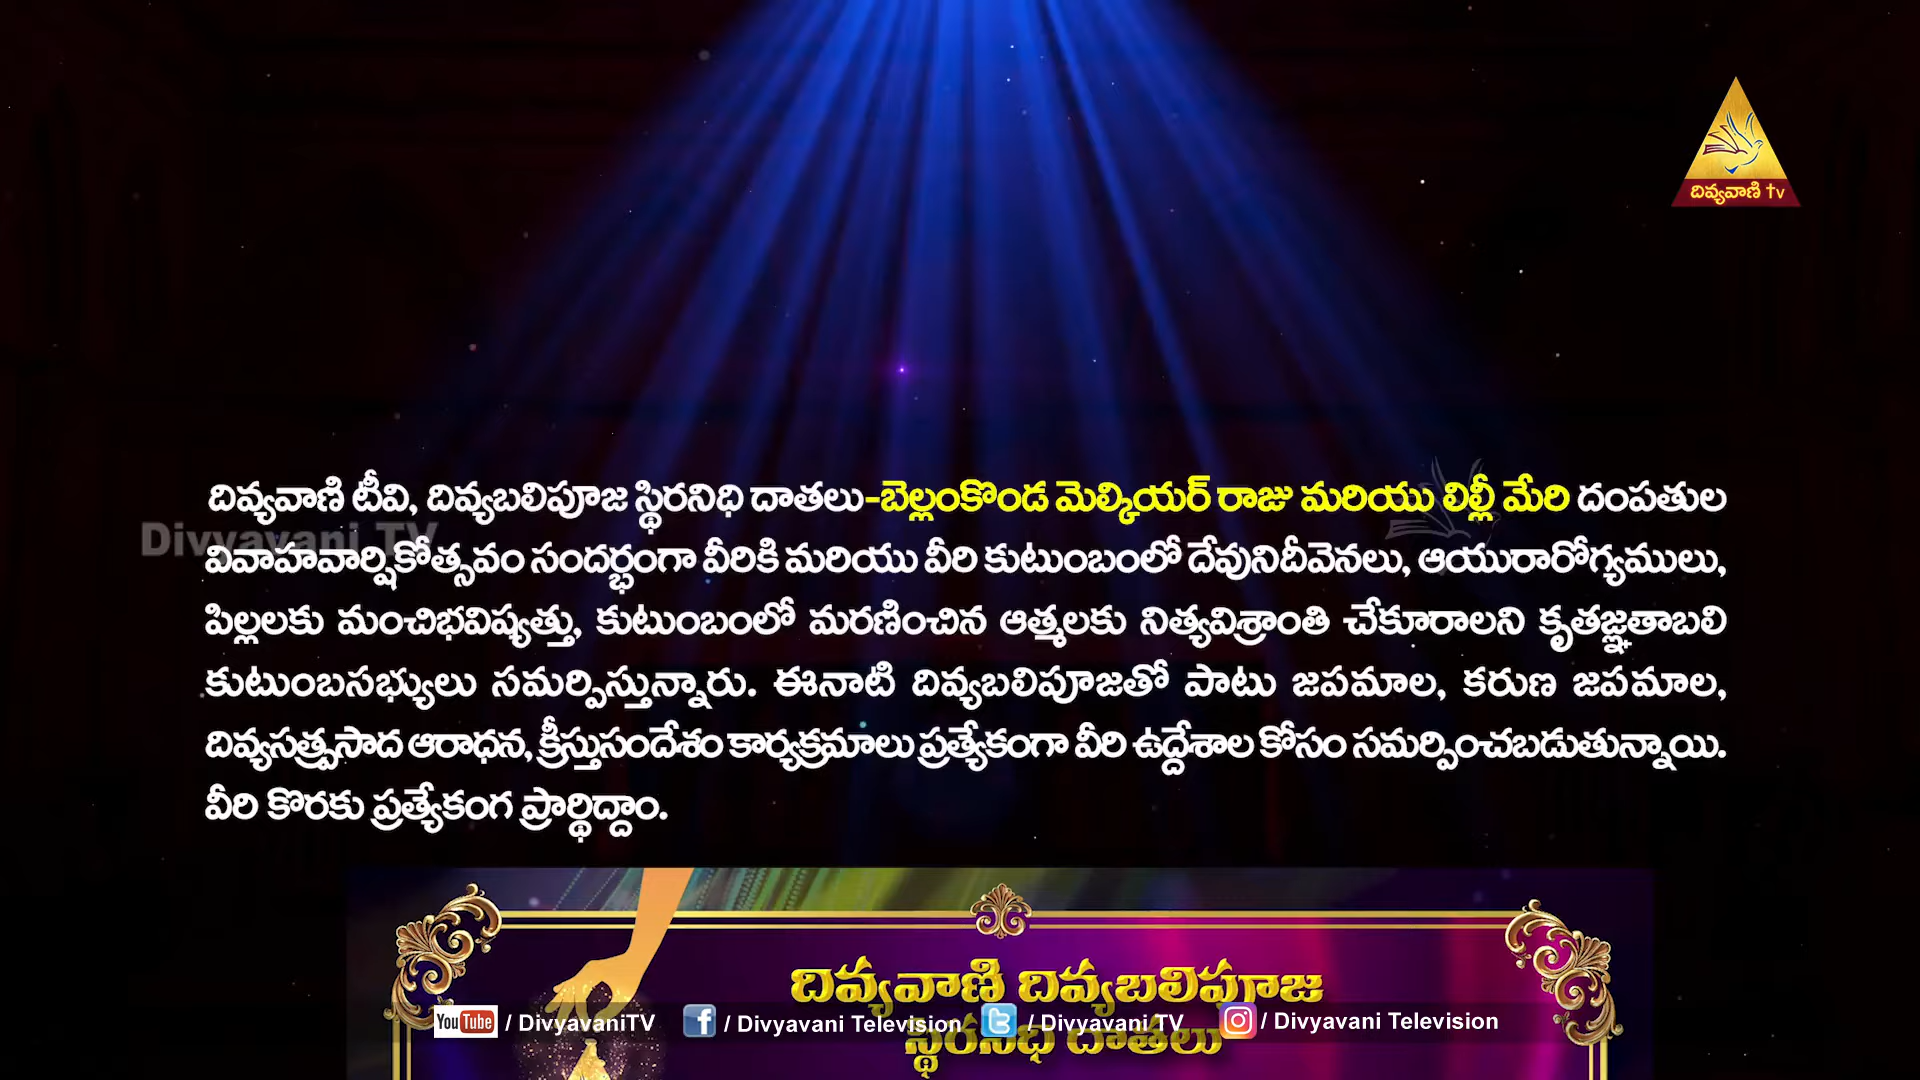 దివ్యవాణి tv
దివ్యవాణి టీవి, దివ్యబలిపూజ స్థిరనిధి దాతలు-బెల్లంకొండ మెల్కియర్ రాజు మరియు లిల్లీ మేరి దంపతుల
Divyavani TV
వివాహవార్షికోత్సవం సందర్భంగా వీరికి మరియు వీరి కుటుంబంలో దేవునిదీవెనలు, ఆయురారోగ్యములు,
పిల్లలకు మంచిభవిష్యత్తు, కుటుంబంలో మరణించిన ఆత్మలకు నిత్యవిశ్రాంతి చేకూరాలని కృతజ్ఞతాబలి
కుటుంబసభ్యులు సమర్పిస్తున్నారు. ఈనాటి దివ్యబలిపూజతో పాటు జపమాల, కరుణ జపమాల,
దివ్యసత్ప్రసాద ఆరాధన, క్రీస్తుసందేశం కార్యక్రమాలు ప్రత్యేకంగా వీరి ఉద్దేశాల కోసం సమర్పించబడుతున్నాయి.
వీరి కొరకు ప్రత్యేకంగ ప్రార్థిద్దాం.
దివ్యవాణి దివ్యబలిపూజ
స్థిరనిధి దాతలు
YouTube / DivyavaniTV f / Divyavani Television / Divyavani TV / Divyavani Television